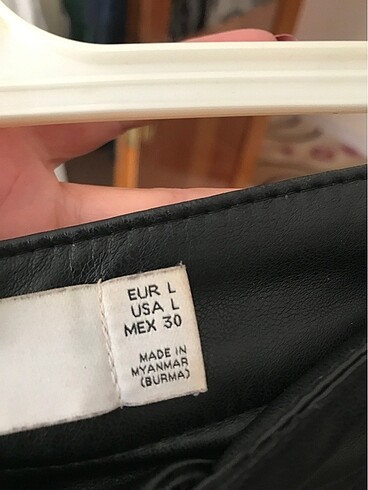 EUR L
USA L
MEX 30
MADE IN
MYANMAR
(BURMA)